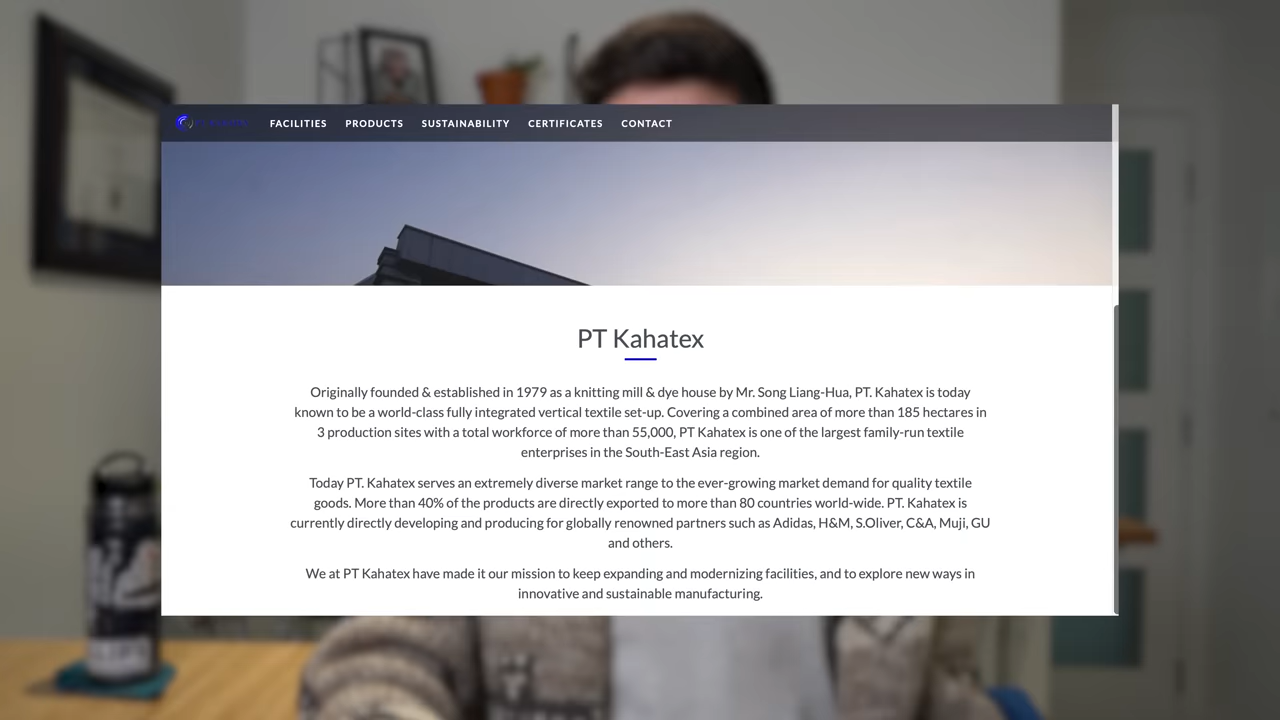 FACILITIES PRODUCTS SUSTAINABILITY CERTIFICATES CONTACT
PT Kahatex
Originally founded & established in 1979 as a knitting mill & dye house by Mr. Song Liang-Hua, PT. Kahatex is today
known to be a world-class fully integrated vertical textile set-up. Covering a combined area of more than 185 hectares in
3 production sites with a total workforce of more than 55,000, PT Kahatex is one of the largest family-run textile
enterprises in the South-East Asia region.
Today PT. Kahatex serves an extremely diverse market range to the ever-growing market demand for quality textile
goods. More than 40% of the products are directly exported to more than 80 countries world-wide. PT. Kahatex is
currently directly developing and producing for globally renowned partners such as Adidas, H&M, S.Oliver, C&A, Muji, GU
and others.
We at PT Kahatex have made it our mission to keep expanding and modernizing facilities, and to explore new ways in
innovative and sustainable manufacturing.